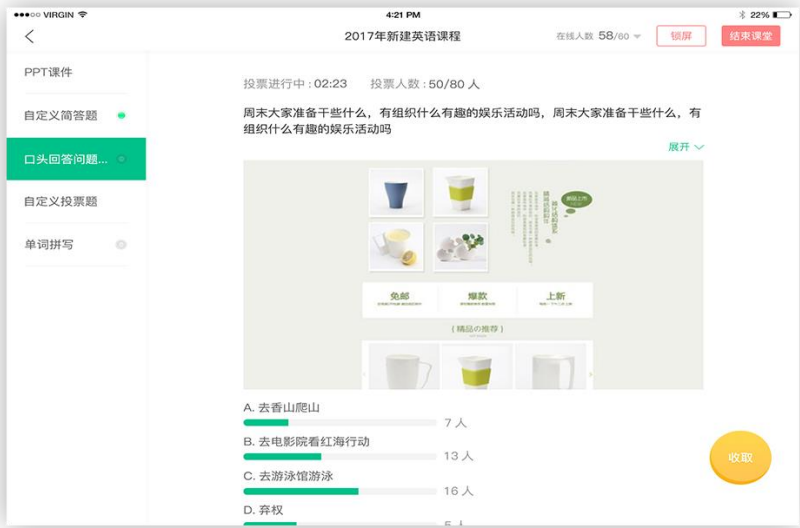 VIRGIN
4:21 PM
22%
2017年新建英语课程
在线人数 58/60
锁屏
结束课堂
PPT课件
自定义简答题
口头回答问题...
自定义投票题
单词拼写
投票进行中：02:23 投票人数：50/80 人
周末大家准备干些什么，有组织什么有趣的娱乐活动吗，周末大家准备干些什么，有
组织什么有趣的娱乐活动吗
展开
新品上市
免邮
爆款
上新
{ 精品の推荐 }
A. 去香山爬山
7 人
B. 去电影院看红海行动
13 人
C. 去游泳馆游泳
16 人
D. 弃权
收取